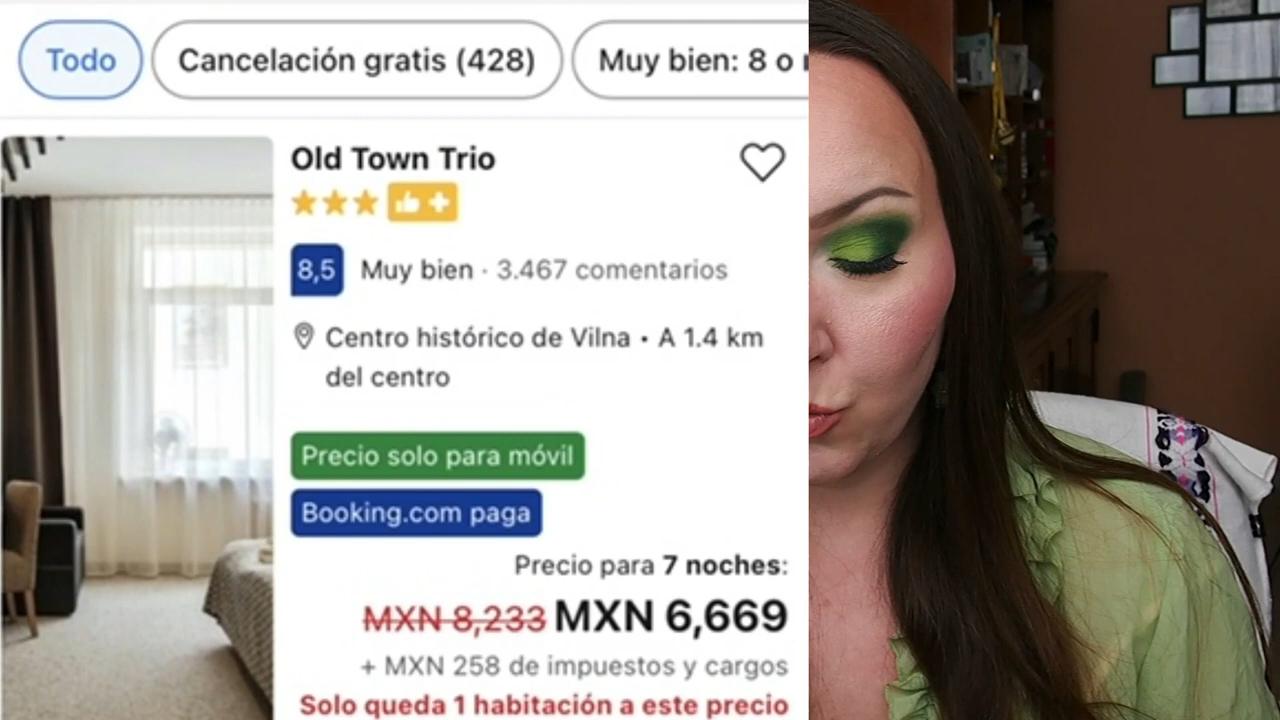 Todo
Cancelación gratis (428)
Muy bien: 8 o
Old Town Trio
8,5 Muy bien · 3.467 comentarios
Centro histórico de Vilna • A 1.4 km
del centro
Precio solo para móvil
Booking.com paga
Precio para 7 noches:
MXN 8,233 MXN 6,669
+ MXN 258 de impuestos y cargos
Solo queda 1 habitación a este precio